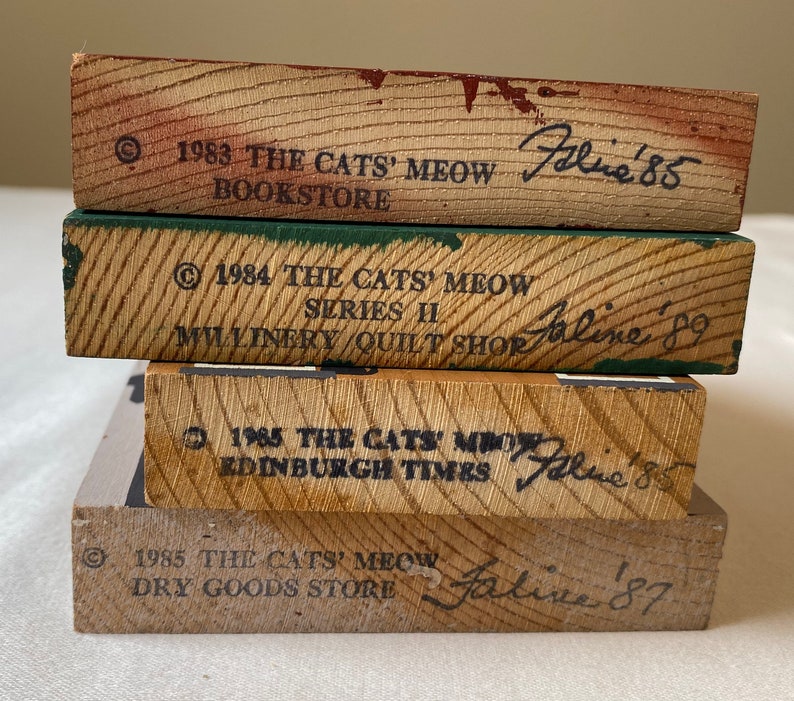 © 1983 THE CATS' MEOW Faline '85
BOOKSTORE
© 1984 THE CATS' MEOW
SERIES II
MILLINERY/QUILT SHOP Faline '89
© 1985 THE CATS' MEOW
EDINBURGH TIMES Faline '85
© 1985 THE CATS' MEOW
DRY GOODS STORE Faline '87